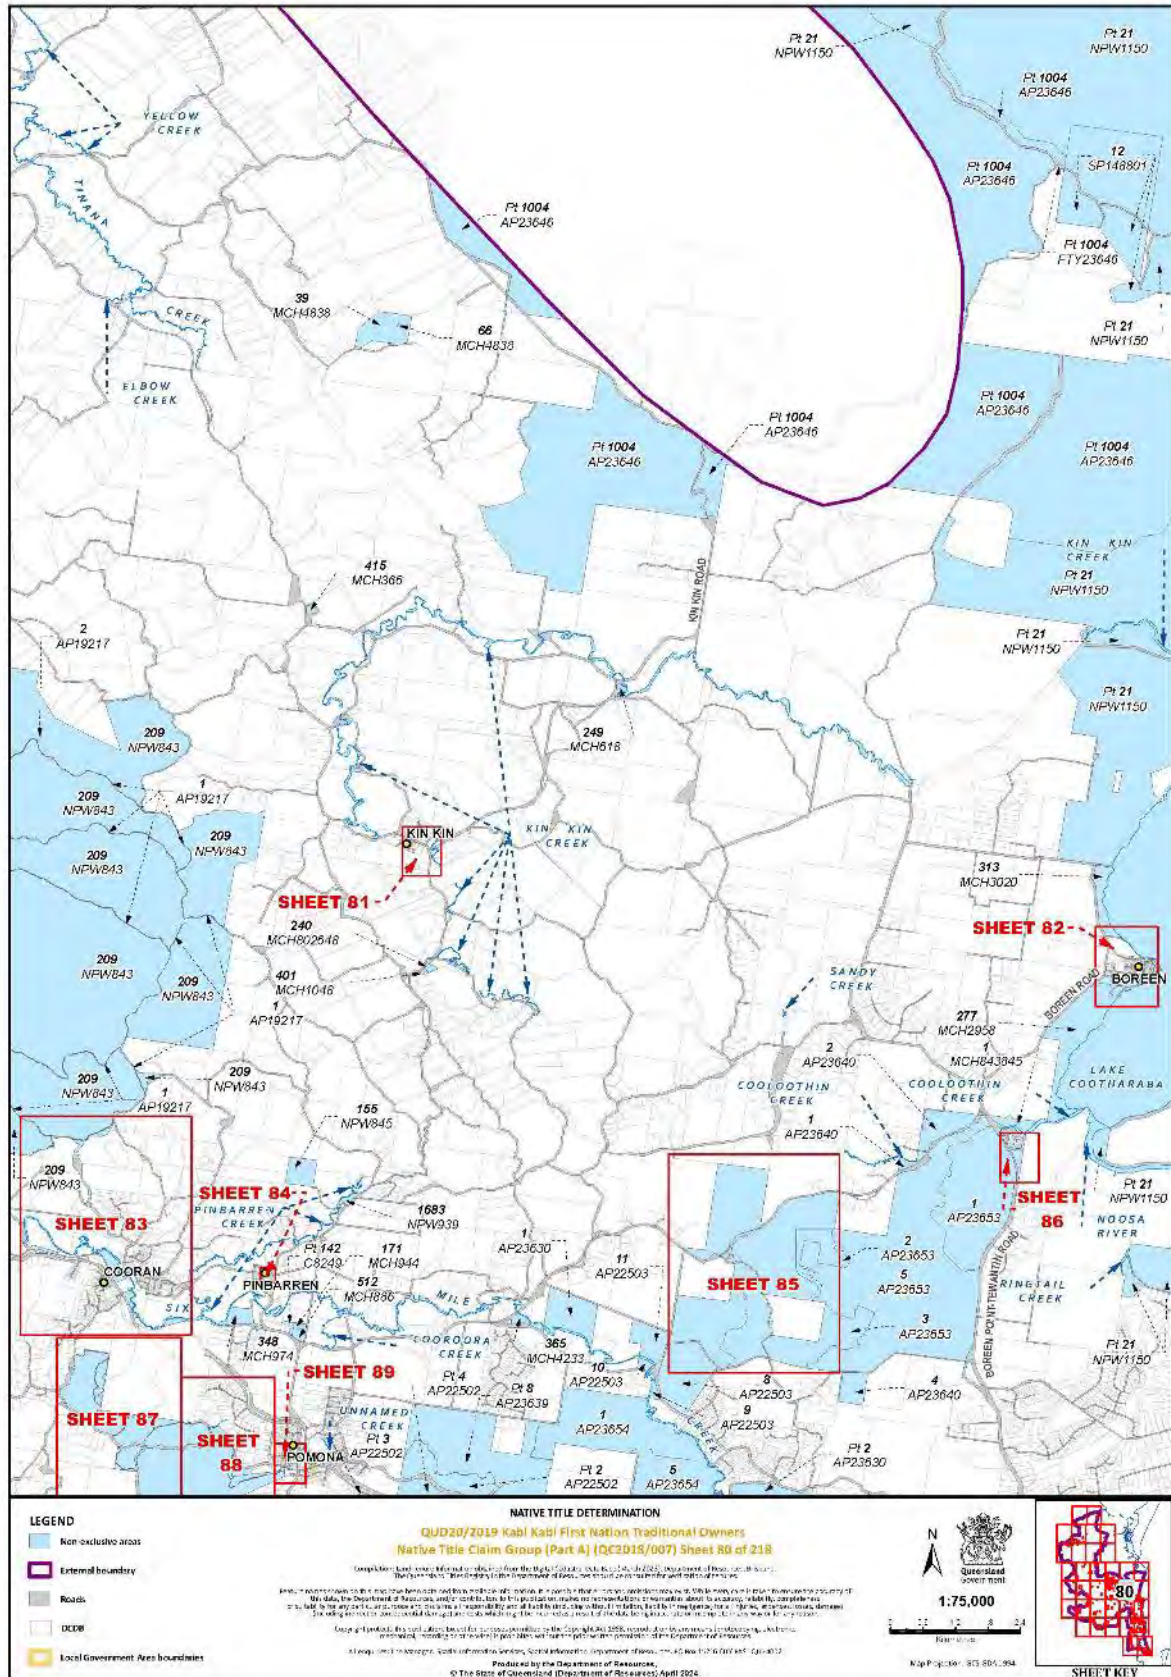 Pt 21
NPW1150
Pt 21
NPW1150
Pt 1004
AP23646
YELLOW
CREEK
12
SP148801
Pt 1004
AP23646
TINANA
Pt 1004
AP23646
Pt 1004
FTY23646
39
MCH4838
CREEK
66
MCH4838
Pt 21
NPW1150
ELBOW
CREEK
Pt 1004
AP23646
Pt 1004
AP23646
Pt 1004
AP23646
Pt 1004
AP23646
KIN KIN
CREEK
415
MCH366
KIN KIN ROAD
Pt 21
NPW1150
2
AP19217
Pt 21
NPW1150
Pt 21
NPW1150
209
NPW843
249
MCH618
1
AP19217
209
NPW843
209
NPW843
KIN KIN
KIN KIN
CREEK
209
NPW843
313
MCH3020
SHEET 81
SHEET 82
240
MCH802548
209
NPW843
209
NPW843
401
MCH1046
SANDY
CREEK
BOREEN
BOREEN ROAD
1
AP19217
277
MCH2958
2
AP23640
1
MCH843845
209
NPW843
209
NPW843
LAKE
COOTHARABA
COOLOOTHIN
CREEK
COOLOOTHIN
CREEK
1
AP19217
155
NPW845
1
AP23640
209
NPW843
SHEET 84
Pt 21
NPW1150
SHEET 83
PINBARREN
CREEK
1683
NPW939
1
AP23653
SHEET
86
NOOSA
RIVER
Pt 142
C8249
171
MCH944
1
AP23630
11
AP22503
2
AP23653
COORAN
PINBARREN
512
MCH886
SHEET 85
5
AP23653
BOREEN POINT-TEWANTIN ROAD
RINGTAIL
CREEK
SIX
MILE
348
MCH974
COOROORA
CREEK
365
MCH4233
3
AP23653
Pt 21
NPW1150
SHEET 89
Pt 4
AP22502
Pt 8
AP23639
10
AP22503
8
AP22503
4
AP23640
SHEET 87
UNNAMED
CREEK
1
AP23654
CREEK
9
AP22503
SHEET
88
Pt 3
AP22502
POMONA
Pt 2
AP22502
5
AP23654
Pt 2
AP23630
LEGEND
Non-exclusive areas
External boundary
Roads
DCDB
Local Government Area boundaries
NATIVE TITLE DETERMINATION
QUD20/2019 Kabi Kabi First Nation Traditional Owners
Native Title Claim Group (Part A) (QC2018/007) Sheet 80 of 218
Produced by the Department of Resources.
© The State of Queensland (Department of Resources) April 2024
N
Queensland
Government
1:75,000
Kilometres
80
SHEET KEY